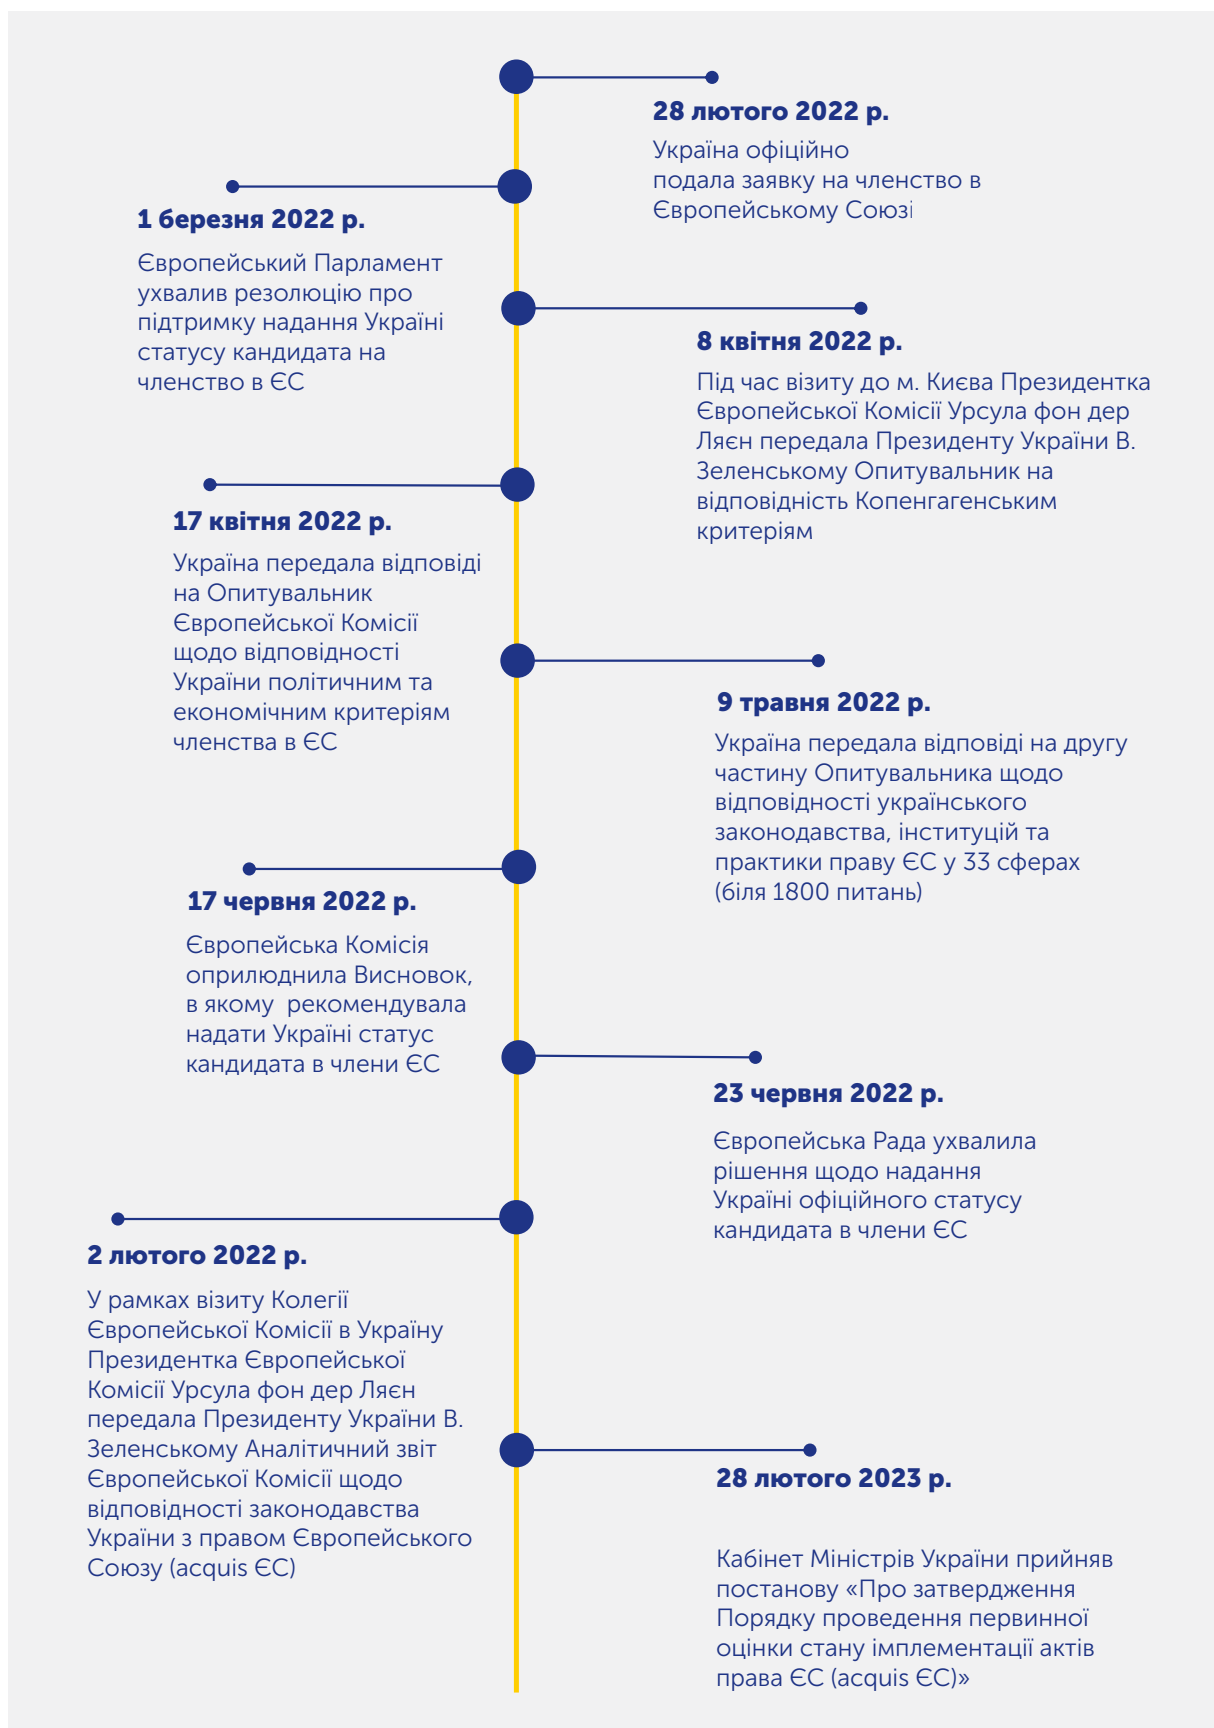 28 лютого 2022 р.
Україна офіційно
подала заявку на членство в
Європейському Союзі
1 березня 2022 р.
Європейський Парламент
ухвалив резолюцію про
підтримку надання Україні
статусу кандидата на
членство в ЄС
8 квітня 2022 р.
Під час візиту до м. Києва Президентка
Європейської Комісії Урсула фон дер
Ляєн передала Президенту України В.
Зеленському Опитувальник на
відповідність Копенгагенським
критеріям
17 квітня 2022 р.
Україна передала відповіді
на Опитувальник
Європейської Комісії
щодо відповідності
України політичним та
економічним критеріям
членства в ЄС
9 травня 2022 р.
Україна передала відповіді на другу
частину Опитувальника щодо
відповідності українського
законодавства, інституцій та
практики праву ЄС у 33 сферах
(біля 1800 питань)
17 червня 2022 р.
Європейська Комісія
оприлюднила Висновок,
в якому  рекомендувала
надати Україні статус
кандидата в члени ЄС
23 червня 2022 р.
Європейська Рада ухвалила
рішення щодо надання
Україні офіційного статусу
кандидата в члени ЄС
2 лютого 2022 р.
У рамках візиту Колегії
Європейської Комісії в Україну
Президентка Європейської
Комісії Урсула фон дер Ляєн
передала Президенту України В.
Зеленському Аналітичний звіт
Європейської Комісії щодо
відповідності законодавства
України з правом Європейського
Союзу (acquis ЄС)
28 лютого 2023 р.
Кабінет Міністрів України прийняв
постанову «Про затвердження
Порядку проведення первинної
оцінки стану імплементації актів
права ЄС (acquis ЄС)»